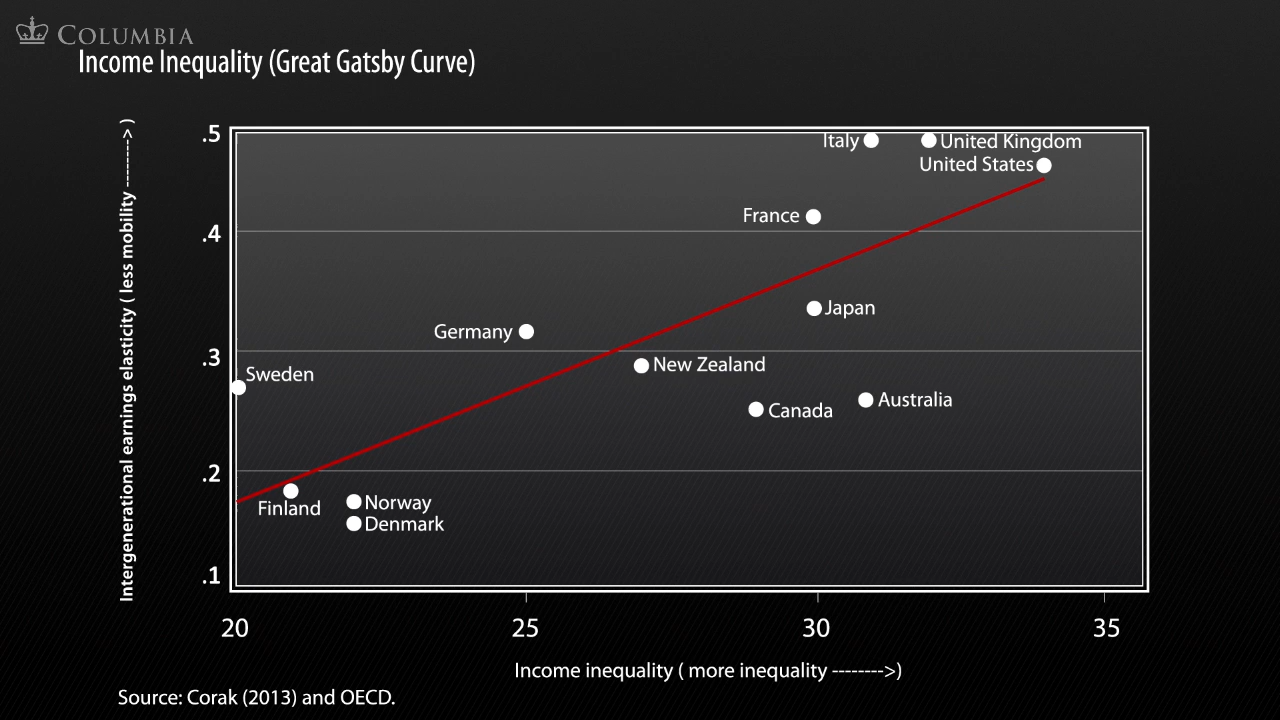 COLUMBIA
Income Inequality (Great Gatsby Curve)
Intergenerational earnings elasticity ( less mobility -------->)
.5
.4
.3
.2
.1
Italy
United Kingdom
United States
France
Japan
Germany
New Zealand
Sweden
Australia
Canada
Finland
Norway
Denmark
20
25
30
35
Income inequality ( more inequality -------->)
Source: Corak (2013) and OECD.